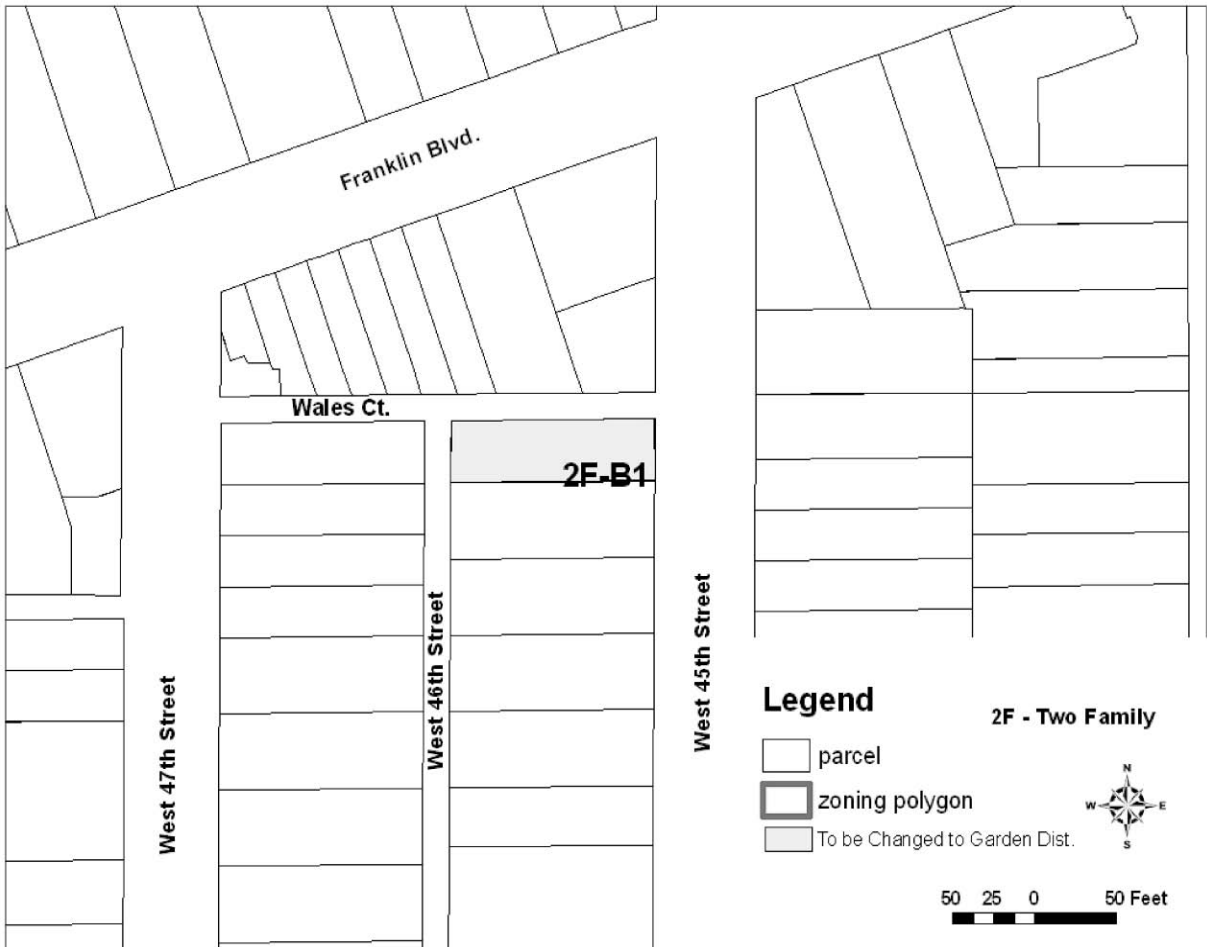 Franklin Blvd.
Wales Ct.
2F-B1
West 47th Street
West 46th Street
West 45th Street
Legend
2F - Two Family
parcel
zoning polygon
To be Changed to Garden Dist.
N
W E
S
50 25 0 50 Feet